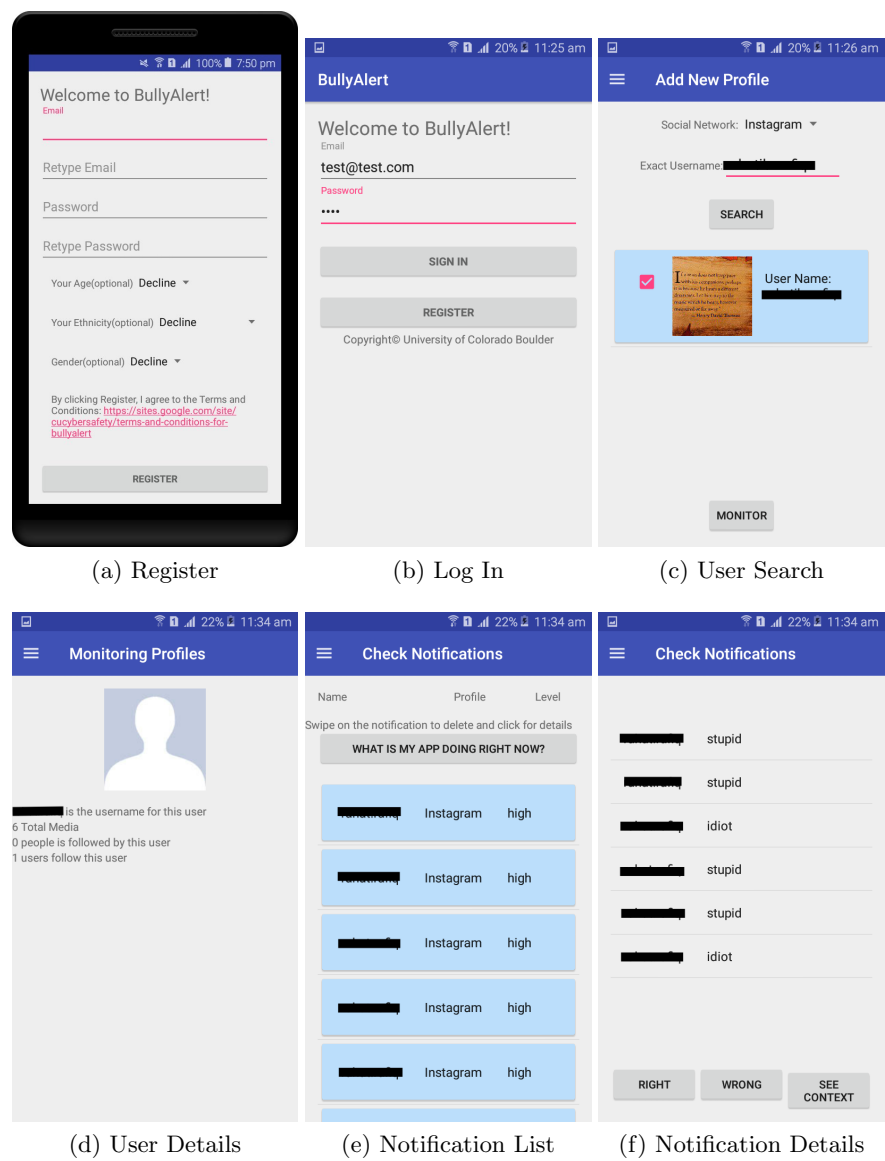 100% 7:50 pm
Welcome to BullyAlert!
Email
Retype Email
Password
Retype Password
Your Age(optional) Decline
Your Ethnicity(optional) Decline
Gender(optional) Decline
By clicking Register, I agree to the Terms and
Conditions: https://sites.google.com/site/
cucybersafety/terms-and-conditions-for-
bullyalert
REGISTER
(a) Register
20% 11:25 am
BullyAlert
Welcome to BullyAlert!
Email
test@test.com
Password
••••
SIGN IN
REGISTER
Copyright© University of Colorado Boulder
(b) Log In
20% 11:26 am
Add New Profile
Social Network: Instagram
Exact Username:
SEARCH
User Name:
MONITOR
(c) User Search
22% 11:34 am
Monitoring Profiles
is the username for this user
6 Total Media
0 people is followed by this user
1 users follow this user
(d) User Details
22% 11:34 am
Check Notifications
Name Profile Level
Swipe on the notification to delete and click for details
WHAT IS MY APP DOING RIGHT NOW?
Instagram high
Instagram high
Instagram high
Instagram high
Instagram high
(e) Notification List
22% 11:34 am
Check Notifications
stupid
stupid
idiot
stupid
stupid
idiot
RIGHT WRONG SEE
CONTEXT
(f) Notification Details